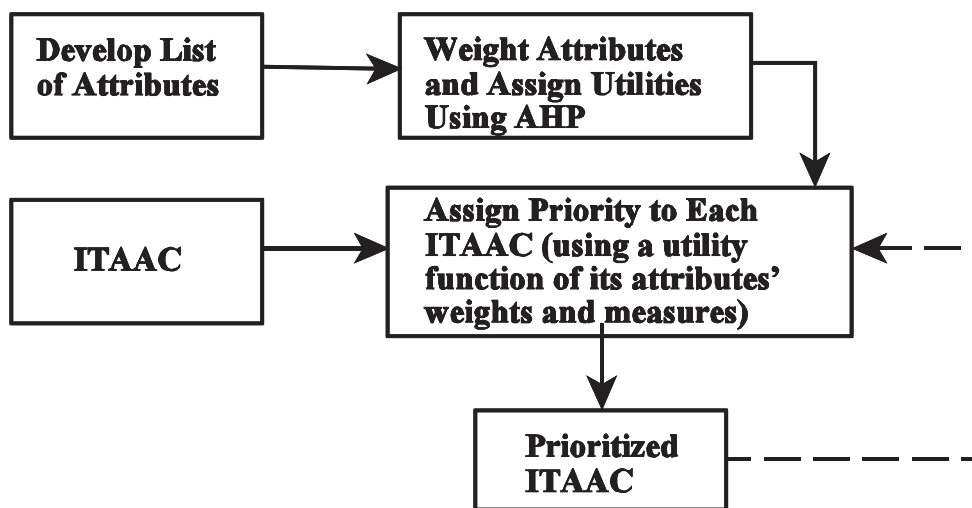 Develop List
of Attributes
Weight Attributes
and Assign Utilities
Using AHP
ITAAC
Assign Priority to Each
ITAAC (using a utility
function of its attributes’
weights and measures)
Prioritized
ITAAC